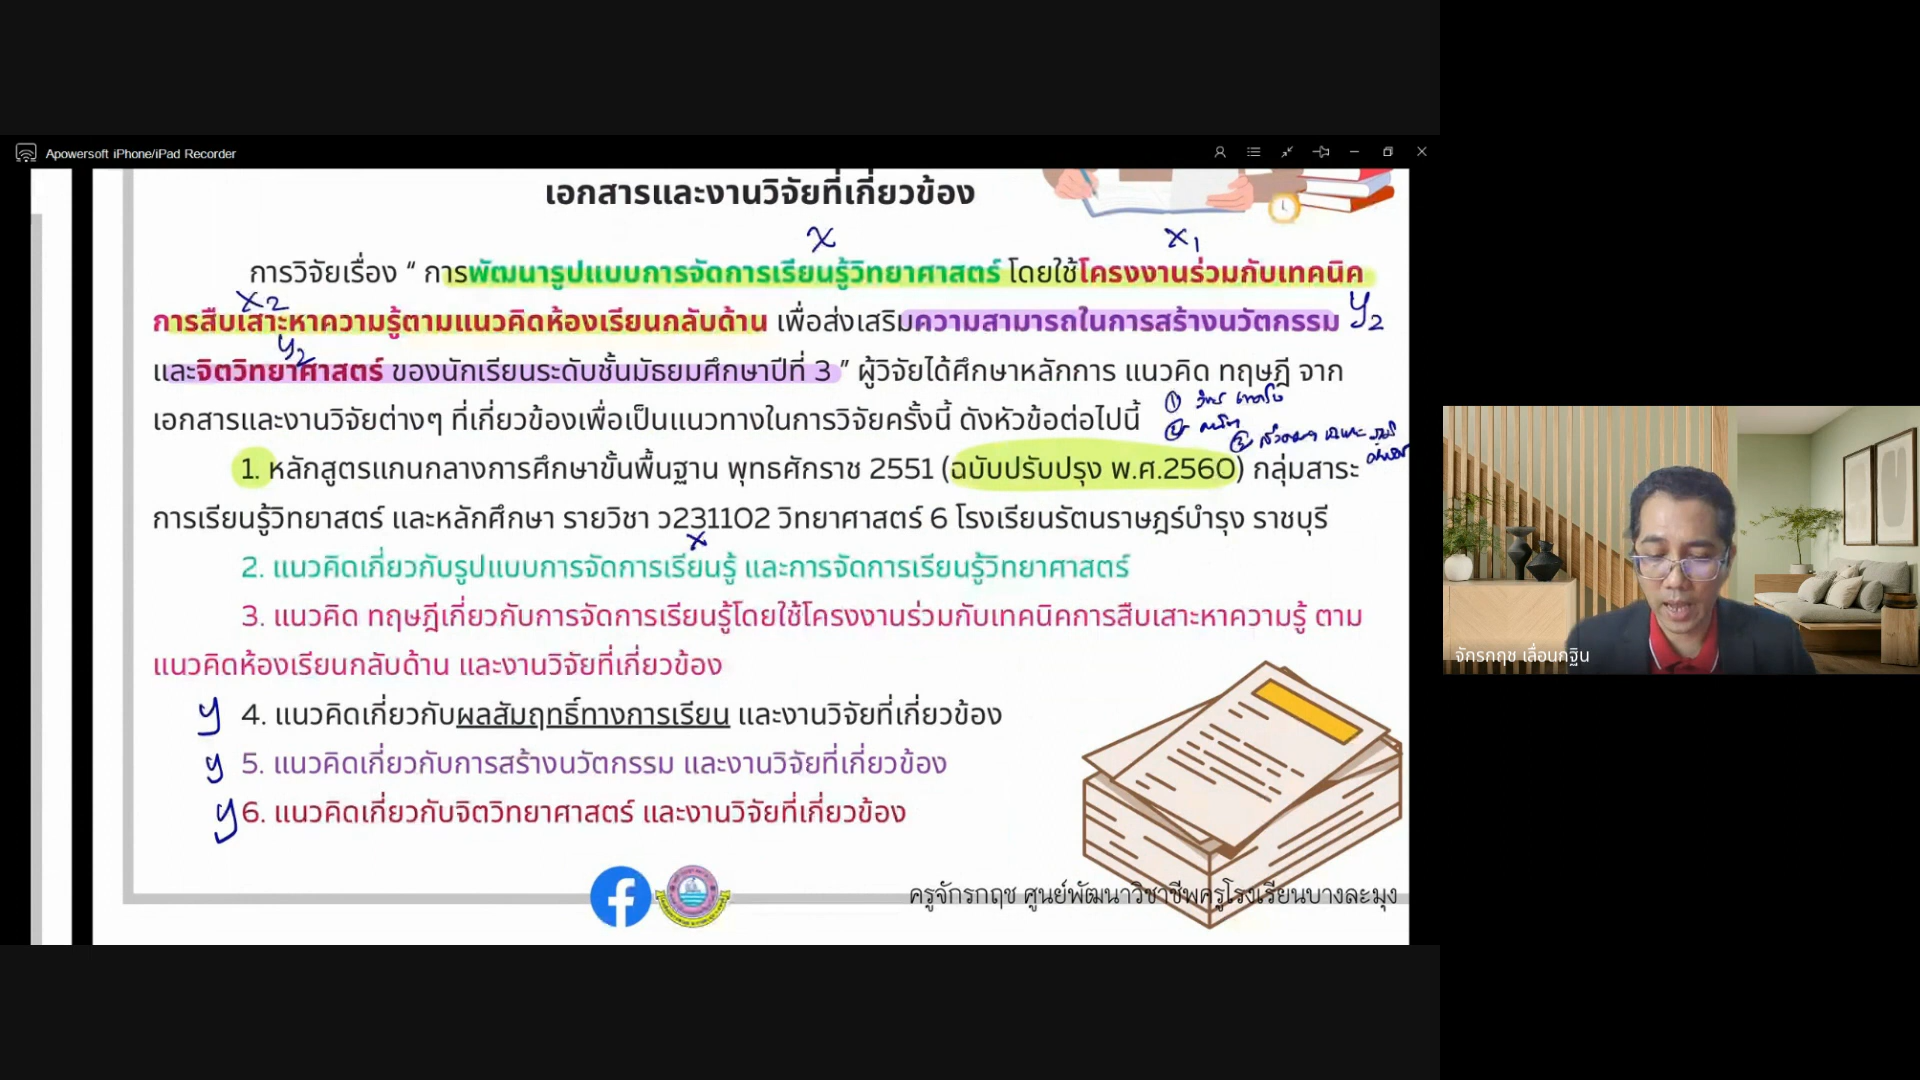 Apowersoft iPhone/iPad Recorder
เอกสารและงานวิจัยที่เกี่ยวข้อง
x
x1
การวิจัยเรื่อง “ การพัฒนารูปแบบการจัดการเรียนรู้วิทยาศาสตร์ โดยใช้โครงงานร่วมกับเทคนิค
x2
การสืบเสาะหาความรู้ตามแนวคิดห้องเรียนกลับด้าน เพื่อส่งเสริมความสามารถในการสร้างนวัตกรรม
y2
y2
และจิตวิทยาศาสตร์ ของนักเรียนระดับชั้นมัธยมศึกษาปีที่ 3 ” ผู้วิจัยได้ศึกษาหลักการ แนวคิด ทฤษฎี จาก
เอกสารและงานวิจัยต่างๆ ที่เกี่ยวข้องเพื่อเป็นแนวทางในการวิจัยครั้งนี้ ดังหัวข้อต่อไปนี้
1. หลักสูตรแกนกลางการศึกษาขั้นพื้นฐาน พุทธศักราช 2551 (ฉบับปรับปรุง พ.ศ.2560) กลุ่มสาระ
การเรียนรู้วิทยาสตร์ และหลักศึกษา รายวิชา ว231102 วิทยาศาสตร์ 6 โรงเรียนรัตนราษฎร์บำรุง ราชบุรี
x
2. แนวคิดเกี่ยวกับรูปแบบการจัดการเรียนรู้ และการจัดการเรียนรู้วิทยาศาสตร์
3. แนวคิด ทฤษฎีเกี่ยวกับการจัดการเรียนรู้โดยใช้โครงงานร่วมกับเทคนิคการสืบเสาะหาความรู้ ตาม
แนวคิดห้องเรียนกลับด้าน และงานวิจัยที่เกี่ยวข้อง
y 4. แนวคิดเกี่ยวกับผลสัมฤทธิ์ทางการเรียน และงานวิจัยที่เกี่ยวข้อง
y 5. แนวคิดเกี่ยวกับการสร้างนวัตกรรม และงานวิจัยที่เกี่ยวข้อง
y 6. แนวคิดเกี่ยวกับจิตวิทยาศาสตร์ และงานวิจัยที่เกี่ยวข้อง
ครูจักรกฤช ศูนย์พัฒนาวิชาชีพครูโรงเรียนบางละมุง
จักรกฤช เลื่อนกฐิน